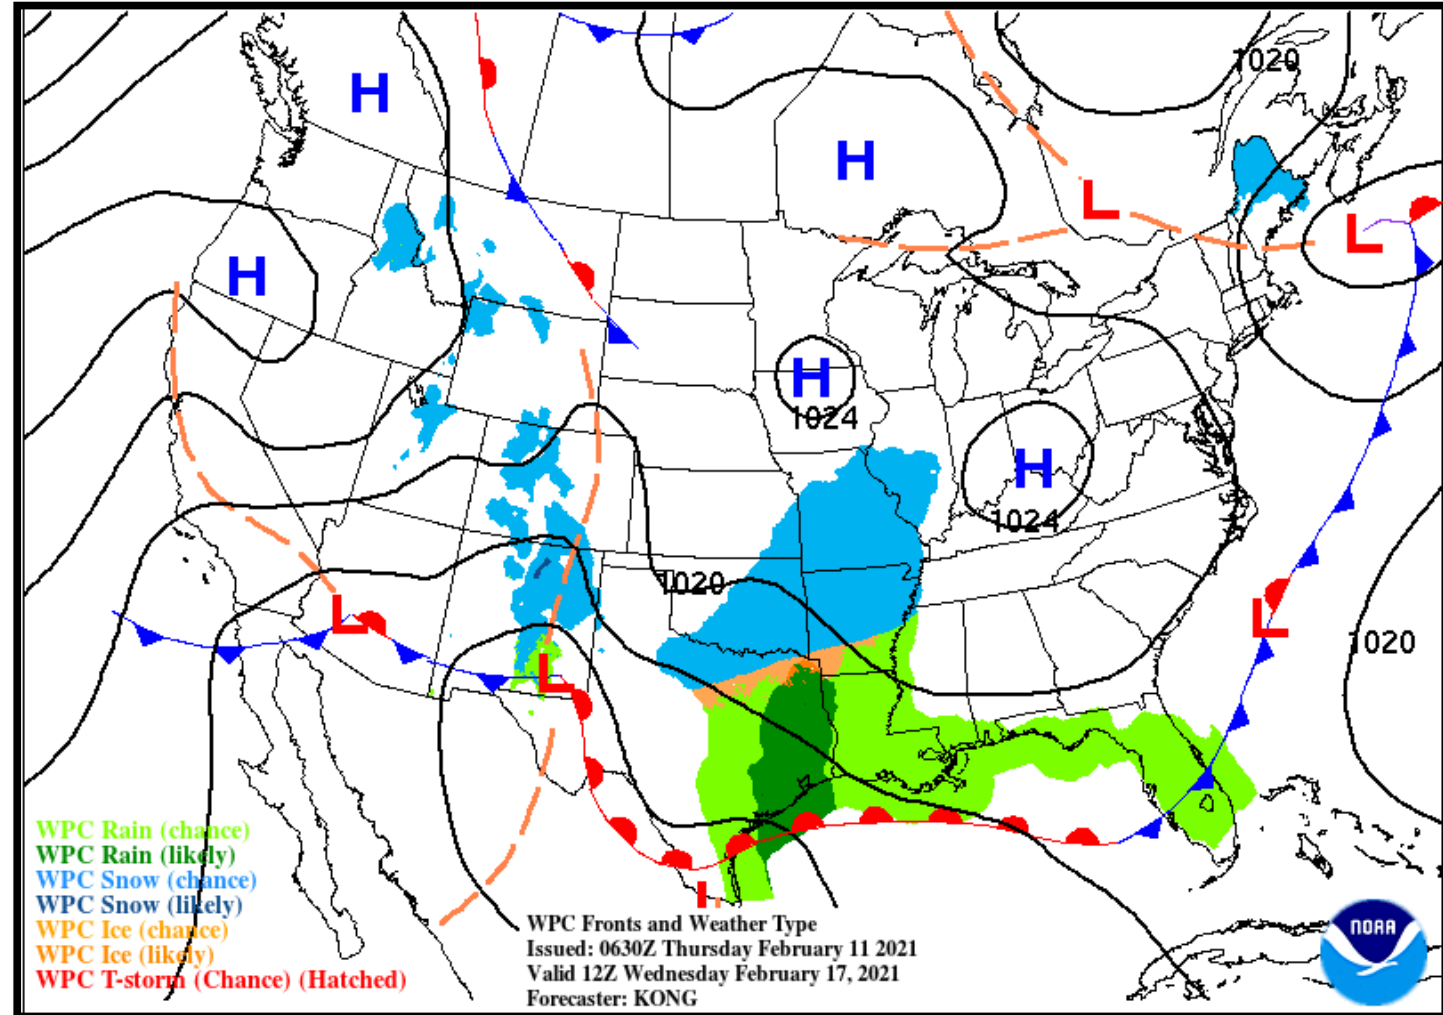 1020
H
H
L
L
H
H
1024
H
1024
1020
L
L
1020
L
L
WPC Rain (chance)
WPC Rain (likely)
WPC Snow (chance)
WPC Snow (likely)
WPC Ice (chance)
WPC Ice (likely)
WPC T-storm (Chance) (Hatched)
WPC Fronts and Weather Type
Issued: 0630Z Thursday February 11 2021
Valid 12Z Wednesday February 17, 2021
Forecaster: KONG
NOAA